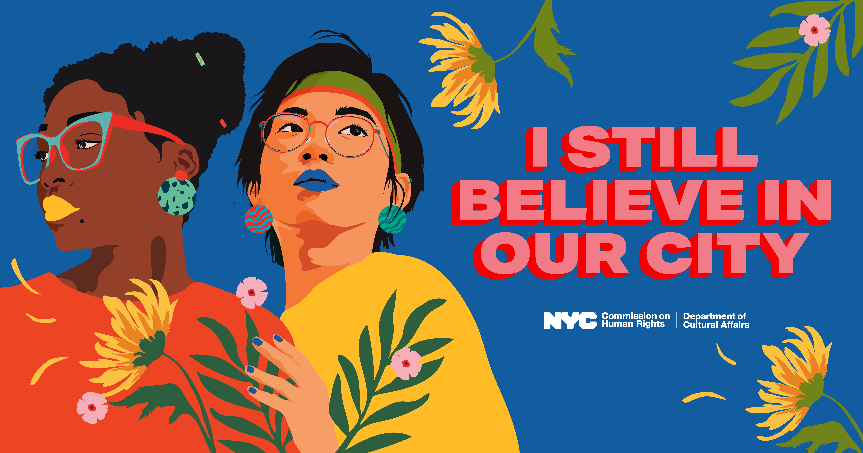 I STILL
BELIEVE IN
OUR CITY
NYC Commission on Human Rights | Department of Cultural Affairs